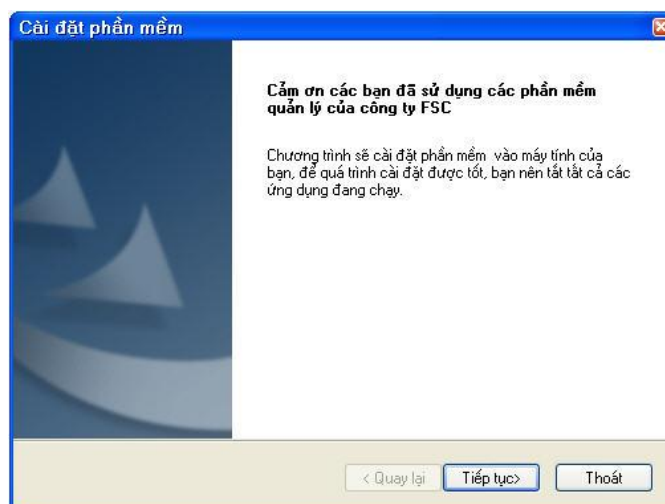 Cài đặt phần mềm
Cảm ơn các bạn đã sử dụng các phần mềm
quản lý của công ty FSC
Chương trình sẽ cài đặt phần mềm vào máy tính của
bạn, để quá trình cài đặt được tốt, bạn nên tắt tất cả các
ứng dụng đang chạy.
< Quay lại Tiếp tục> Thoát